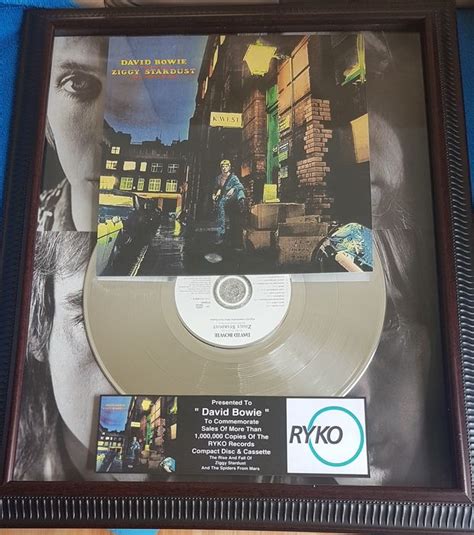 DAVID BOWIE
ZIGGY STARDUST
K.WEST
DAVID BOWIE
Presented To
" David Bowie "
To Commemorate
Sales Of More Than
1,000,000 Copies Of The
RYKO Records
Compact Disc & Cassette
The Rise And Fall Of
Ziggy Stardust
And The Spiders From Mars
RYKO